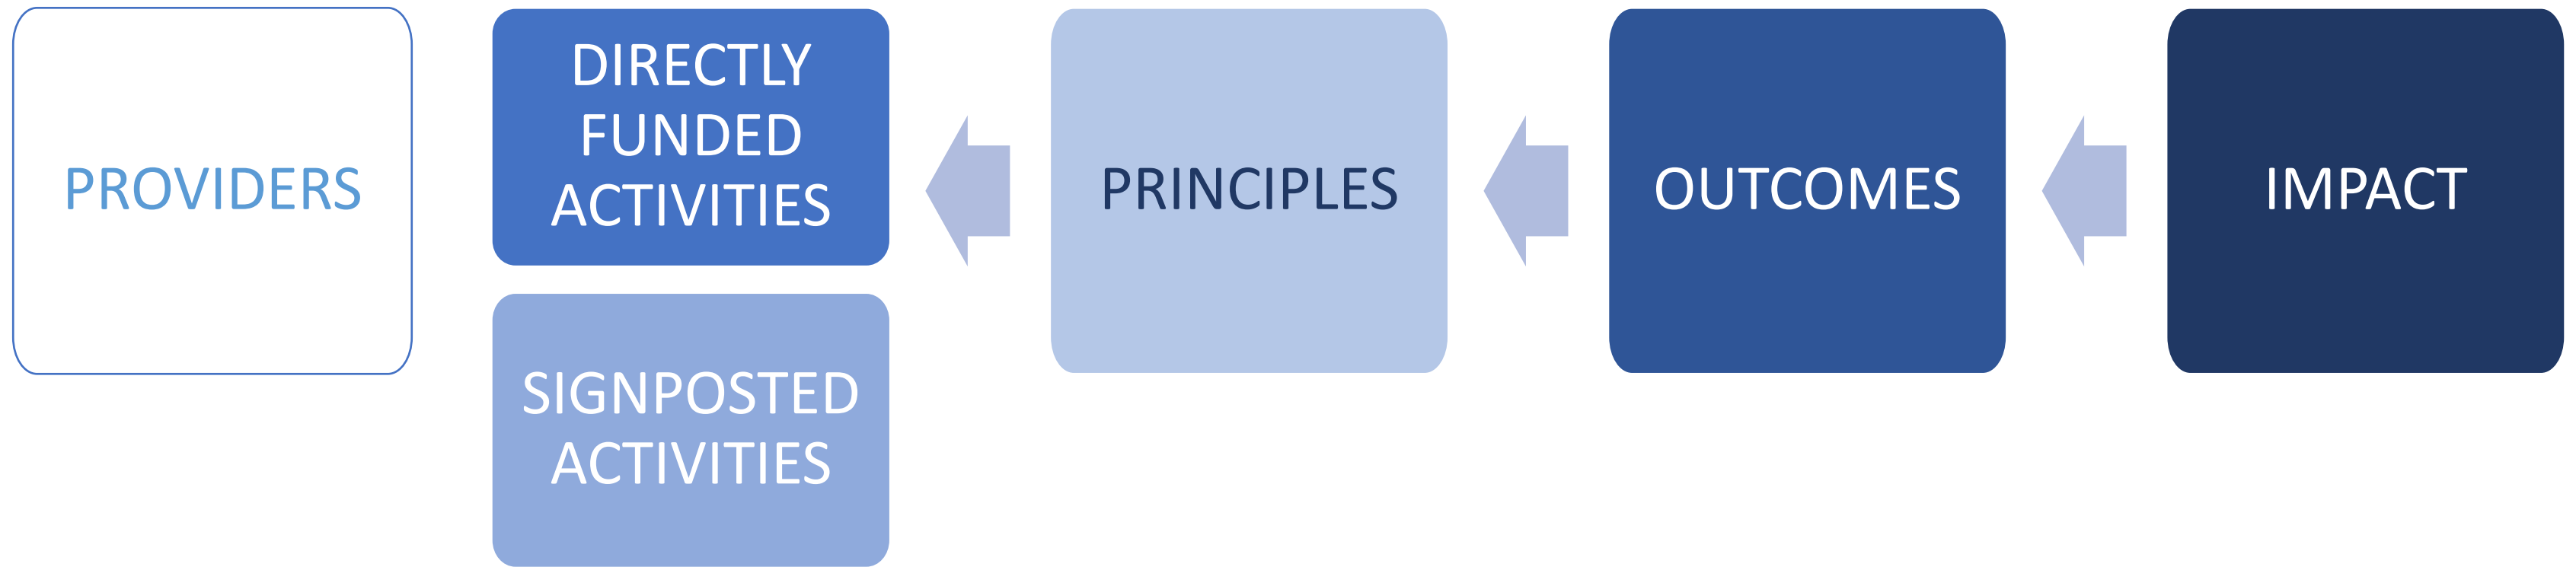 PROVIDERS
DIRECTLY
FUNDED
ACTIVITIES
SIGNPOSTED
ACTIVITIES
PRINCIPLES
OUTCOMES
IMPACT